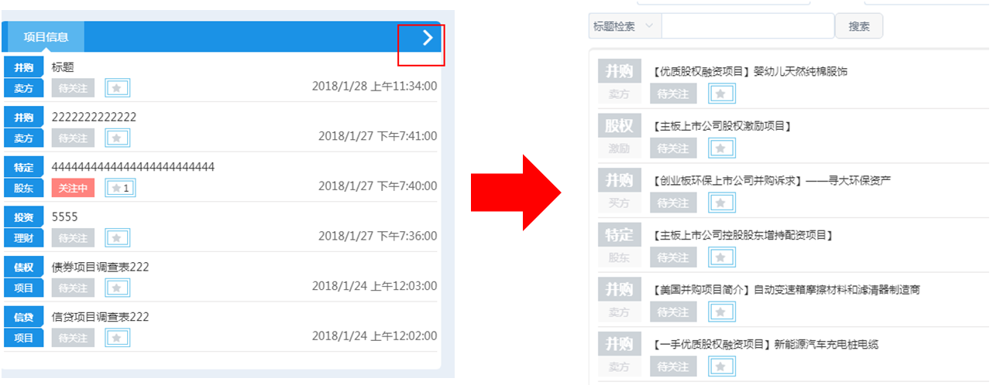 项目信息
并购 标题
卖方 待关注 2018/1/28 上午11:34:00
并购 2222222222222
卖方 待关注 2018/1/27 下午7:41:00
特定 4444444444444444444444444
股东 关注中 1 2018/1/27 下午7:40:00
投资 5555
理财 待关注 2018/1/27 下午7:36:00
债权 债券项目调查表222
项目 待关注 2018/1/24 上午12:03:00
信贷 信贷项目调查表222
项目 待关注 2018/1/24 上午12:02:00
标题检索 搜索
并购 【优质股权融资项目】婴幼儿天然纯棉服饰
卖方 待关注
股权 【主板上市公司股权激励项目】
激励 待关注
并购 【创业板环保上市公司并购诉求】——寻大环保资产
买方 待关注
特定 【主板上市公司控股股东增持配资项目】
股东 待关注
并购 【美国并购项目简介】自动变速箱摩擦材料和滤清器制造商
卖方 待关注
并购 【一手优质股权融资项目】新能源汽车充电桩电缆
卖方 待关注